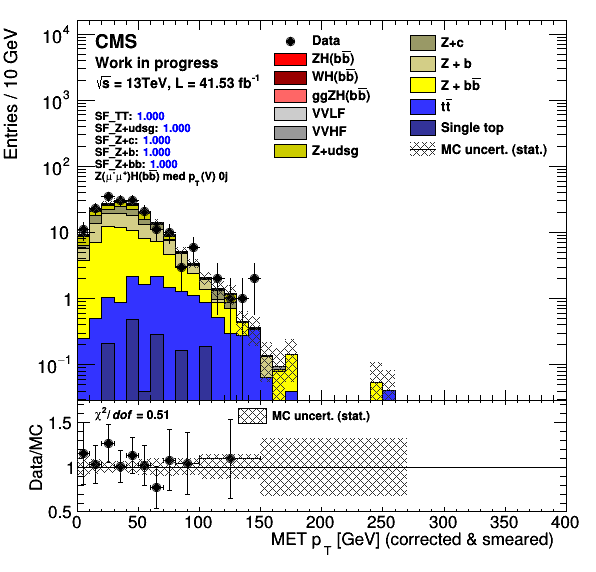 CMS
Work in progress
√s = 13TeV, L = 41.53 fb⁻¹
SF_TT: 1.000
SF_Z+udsg: 1.000
SF_Z+c: 1.000
SF_Z+b: 1.000
SF_Z+bb: 1.000
Z(μ⁻μ⁺)H(bb̅) med p_T(V) 0j
Data
ZH(bb̅)
WH(bb̅)
ggZH(bb̅)
VVLF
VVHF
Z+udsg
Z+c
Z + b
Z + bb̅
tt̅
Single top
MC uncert. (stat.)
Entries / 10 GeV
10⁴
10³
10²
10
1
10⁻¹
χ²/dof = 0.51
MC uncert. (stat.)
Data/MC
1.5
1
0.5
0 50 100 150 200 250 300 350 400
MET p_T [GeV] (corrected & smeared)